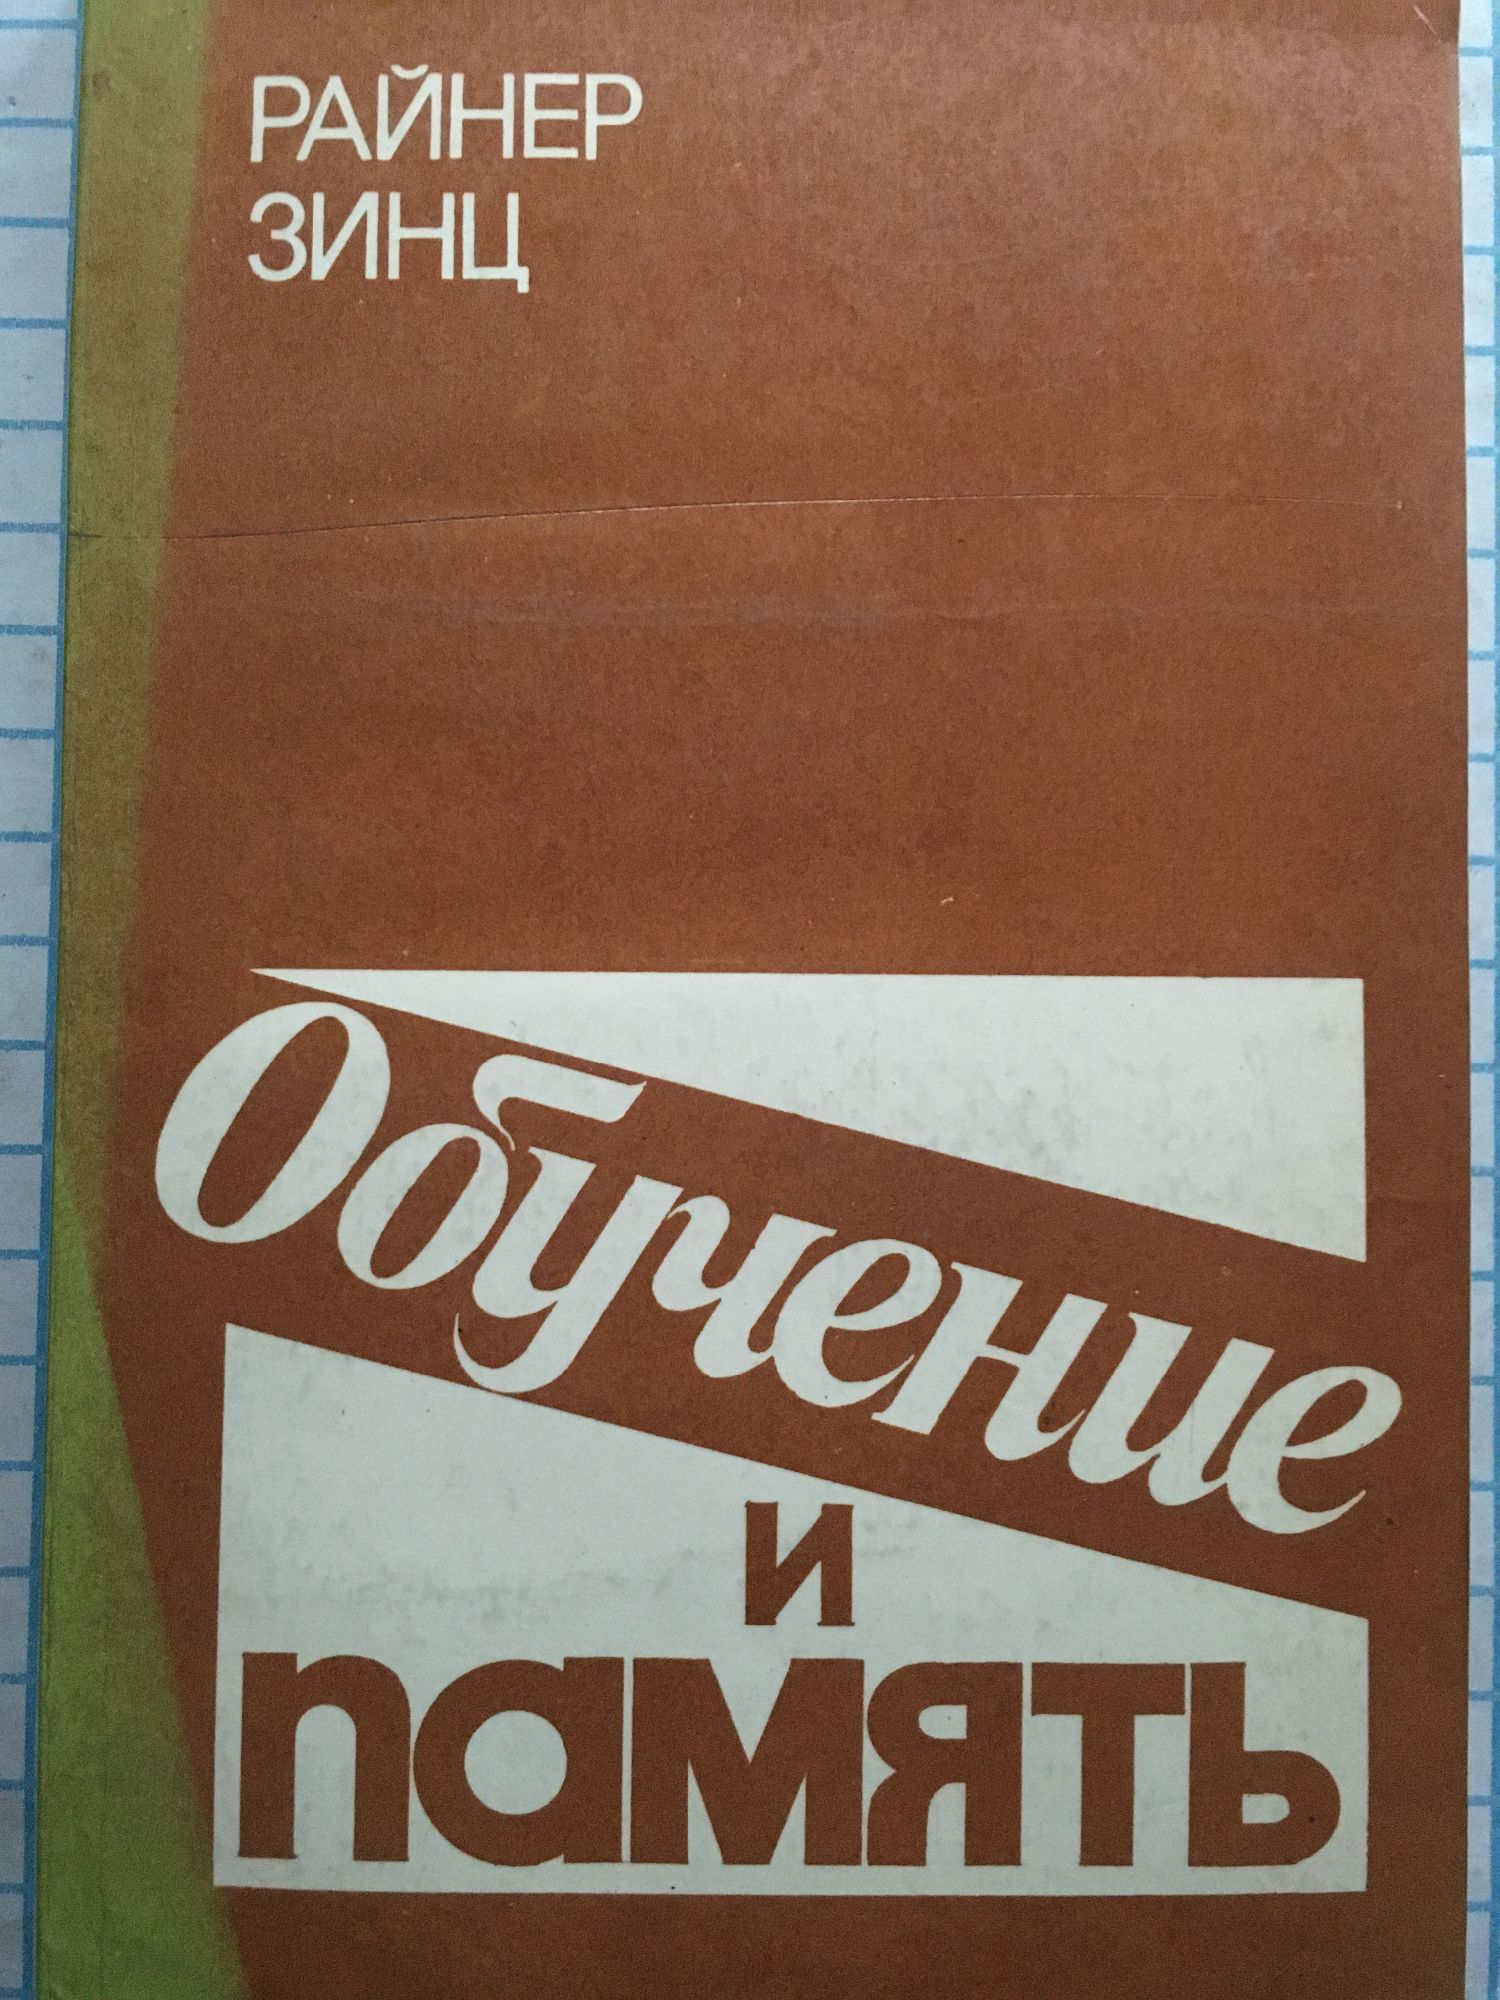 РАЙНЕР
ЗИНЦ
Обучение
и
память